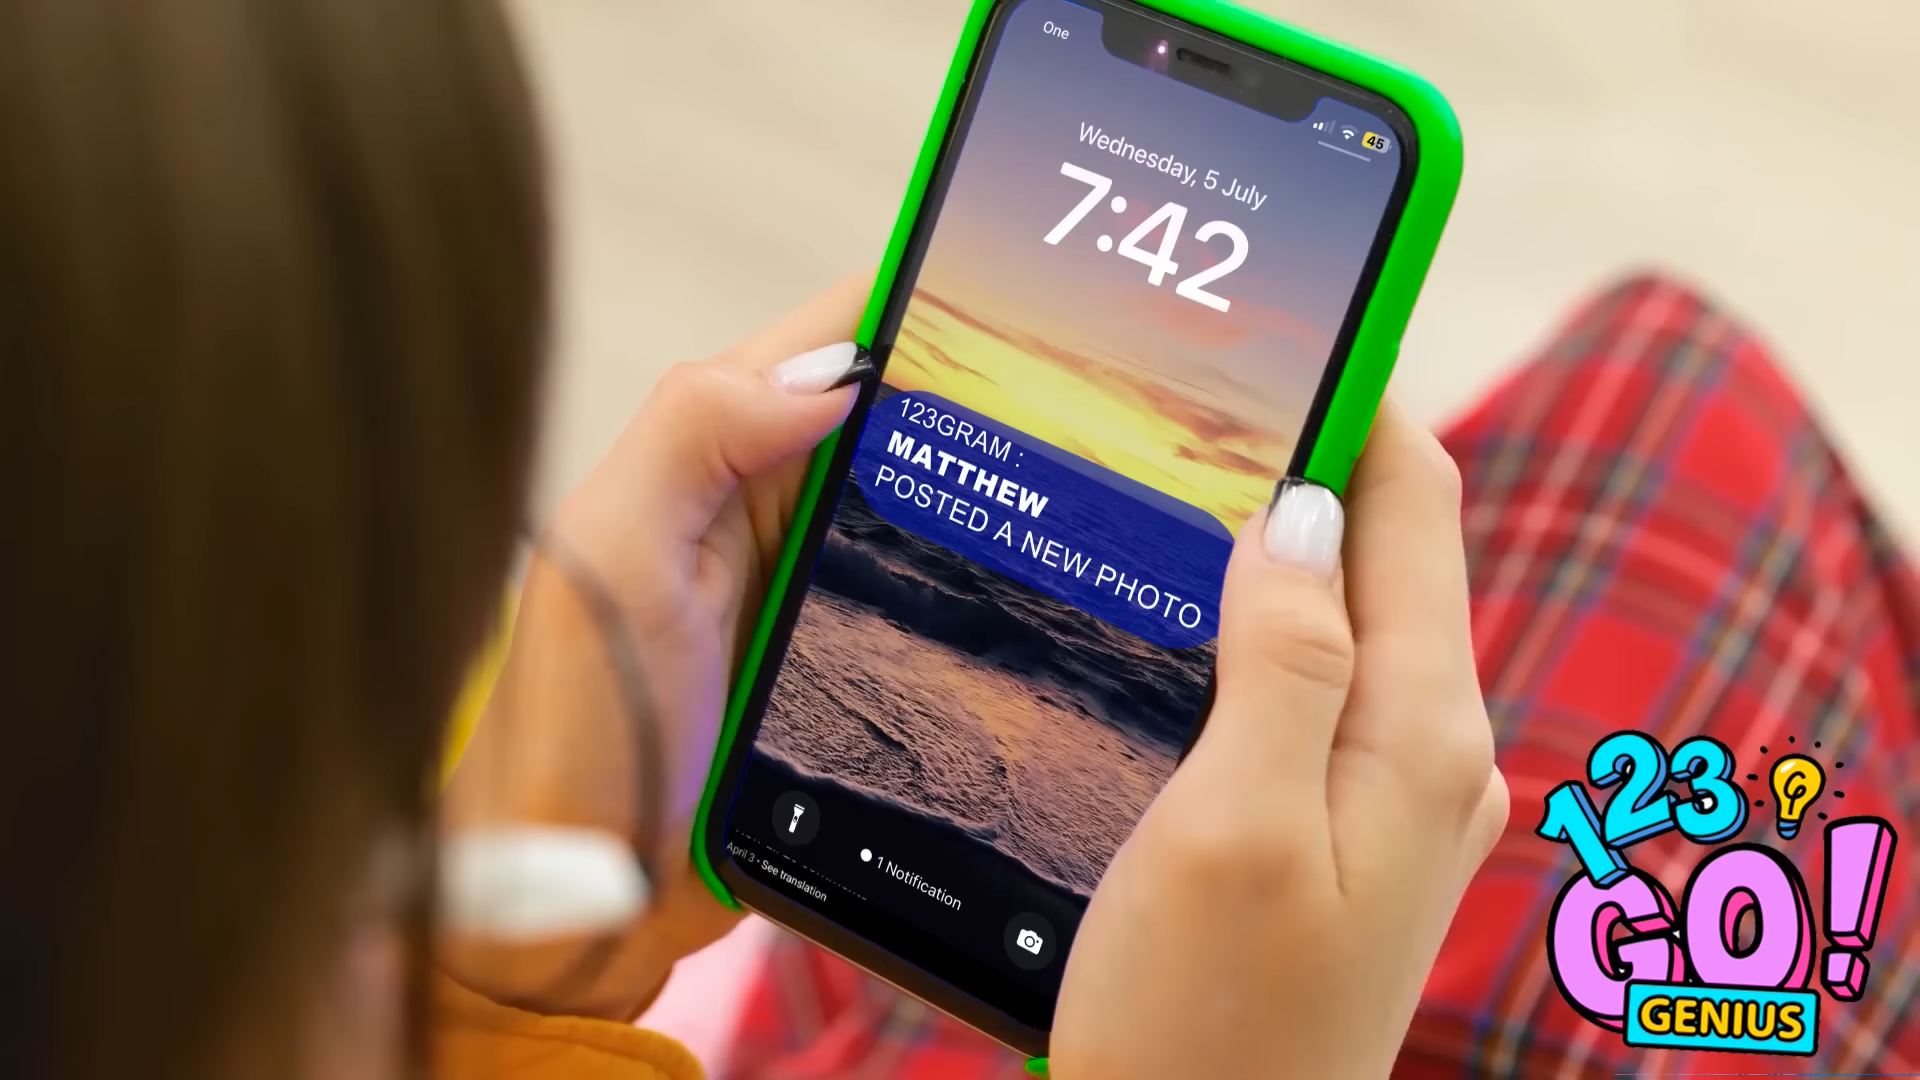 One
45
Wednesday, 5 July
7:42
123GRAM :
MATTHEW
POSTED A NEW PHOTO
1 Notification
April 3 • See translation
123
GO!
GENIUS